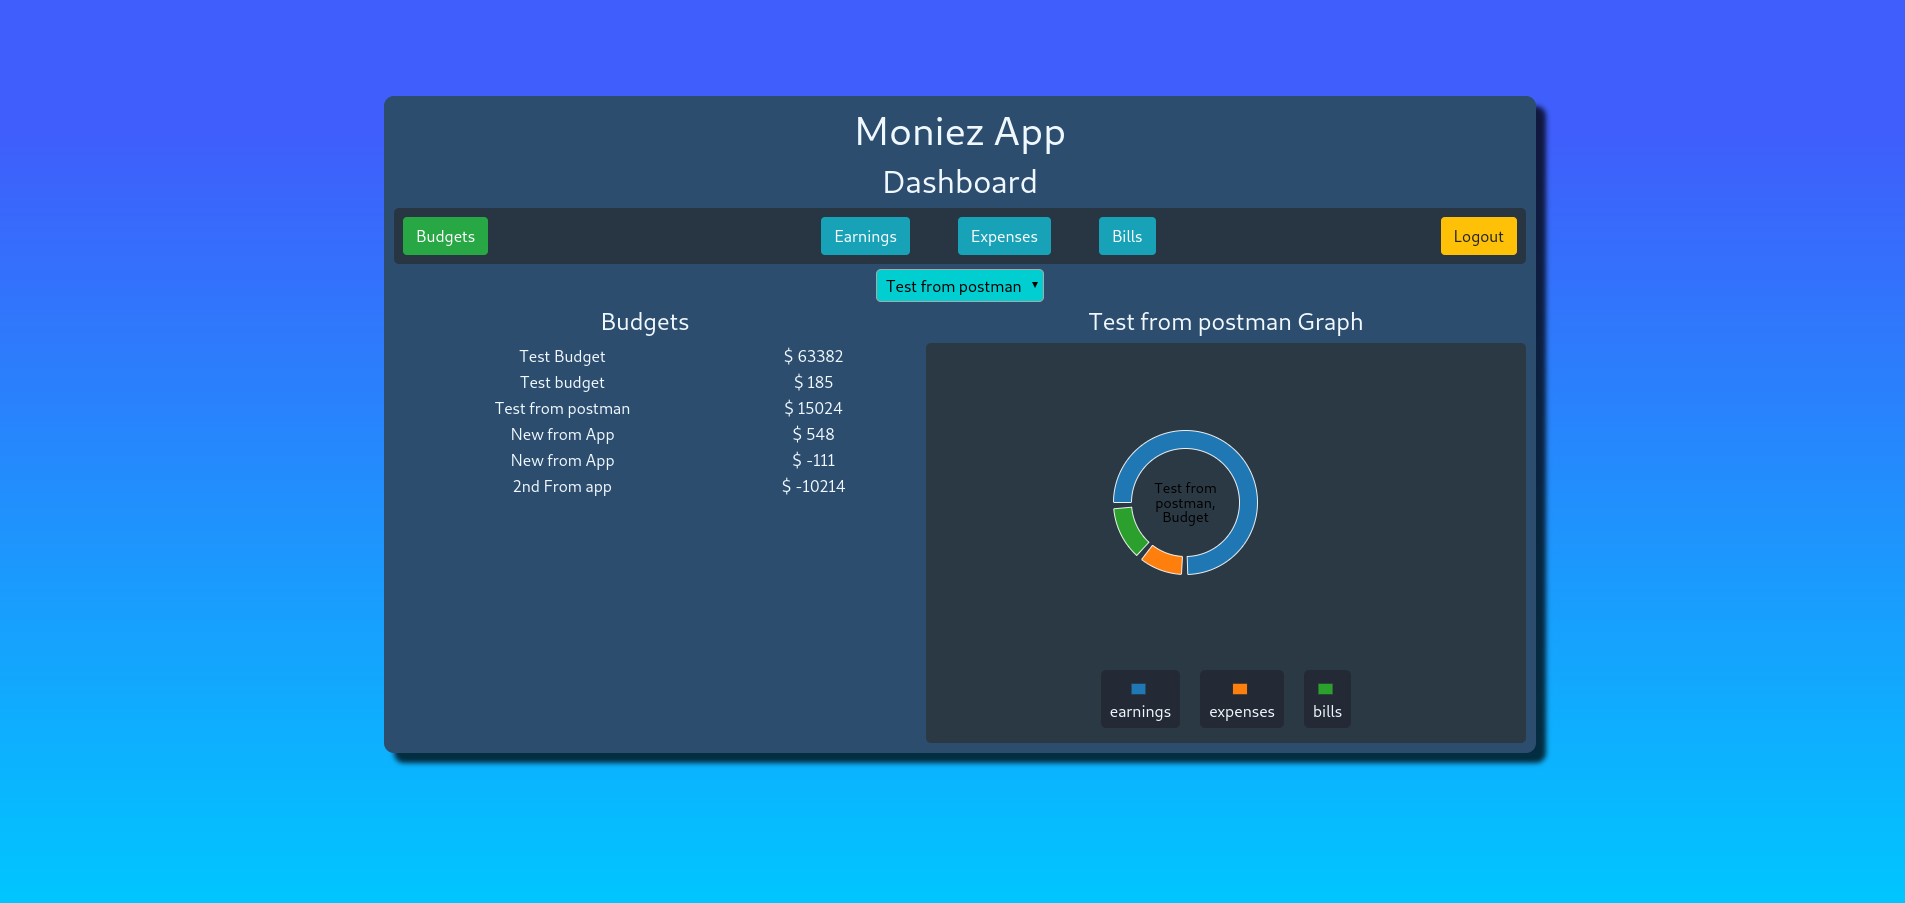 Moniez App
Dashboard
Budgets Earnings Expenses Bills Logout
Test from postman
Budgets
Test Budget $ 63382
Test budget $ 185
Test from postman $ 15024
New from App $ 548
New from App $ -111
2nd From app $ -10214
Test from postman Graph
Test from
postman,
Budget
earnings expenses bills